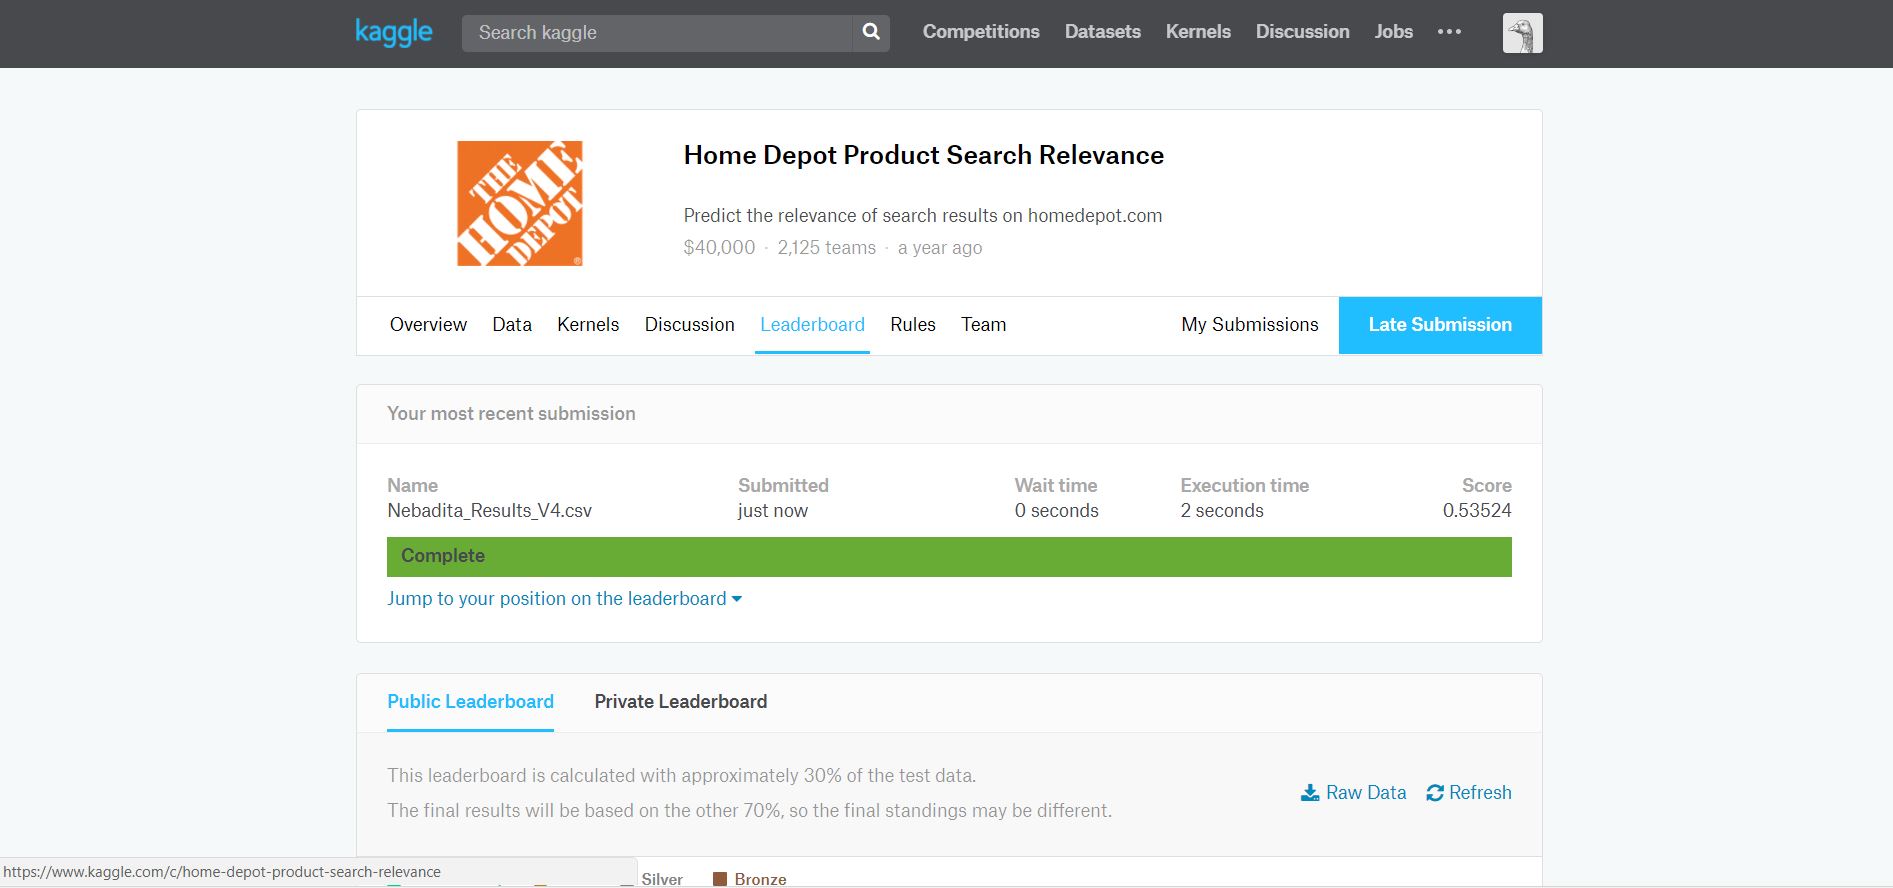 kaggle
Search kaggle
Competitions Datasets Kernels Discussion Jobs
THE HOME DEPOT
Home Depot Product Search Relevance
Predict the relevance of search results on homedepot.com
$40,000 · 2,125 teams · a year ago
Overview Data Kernels Discussion Leaderboard Rules Team My Submissions Late Submission
Your most recent submission
Name Submitted Wait time Execution time Score
Nebadita_Results_V4.csv just now 0 seconds 2 seconds 0.53524
Complete
Jump to your position on the leaderboard
Public Leaderboard Private Leaderboard
This leaderboard is calculated with approximately 30% of the test data.
The final results will be based on the other 70%, so the final standings may be different.
Raw Data Refresh
https://www.kaggle.com/c/home-depot-product-search-relevance
Silver Bronze